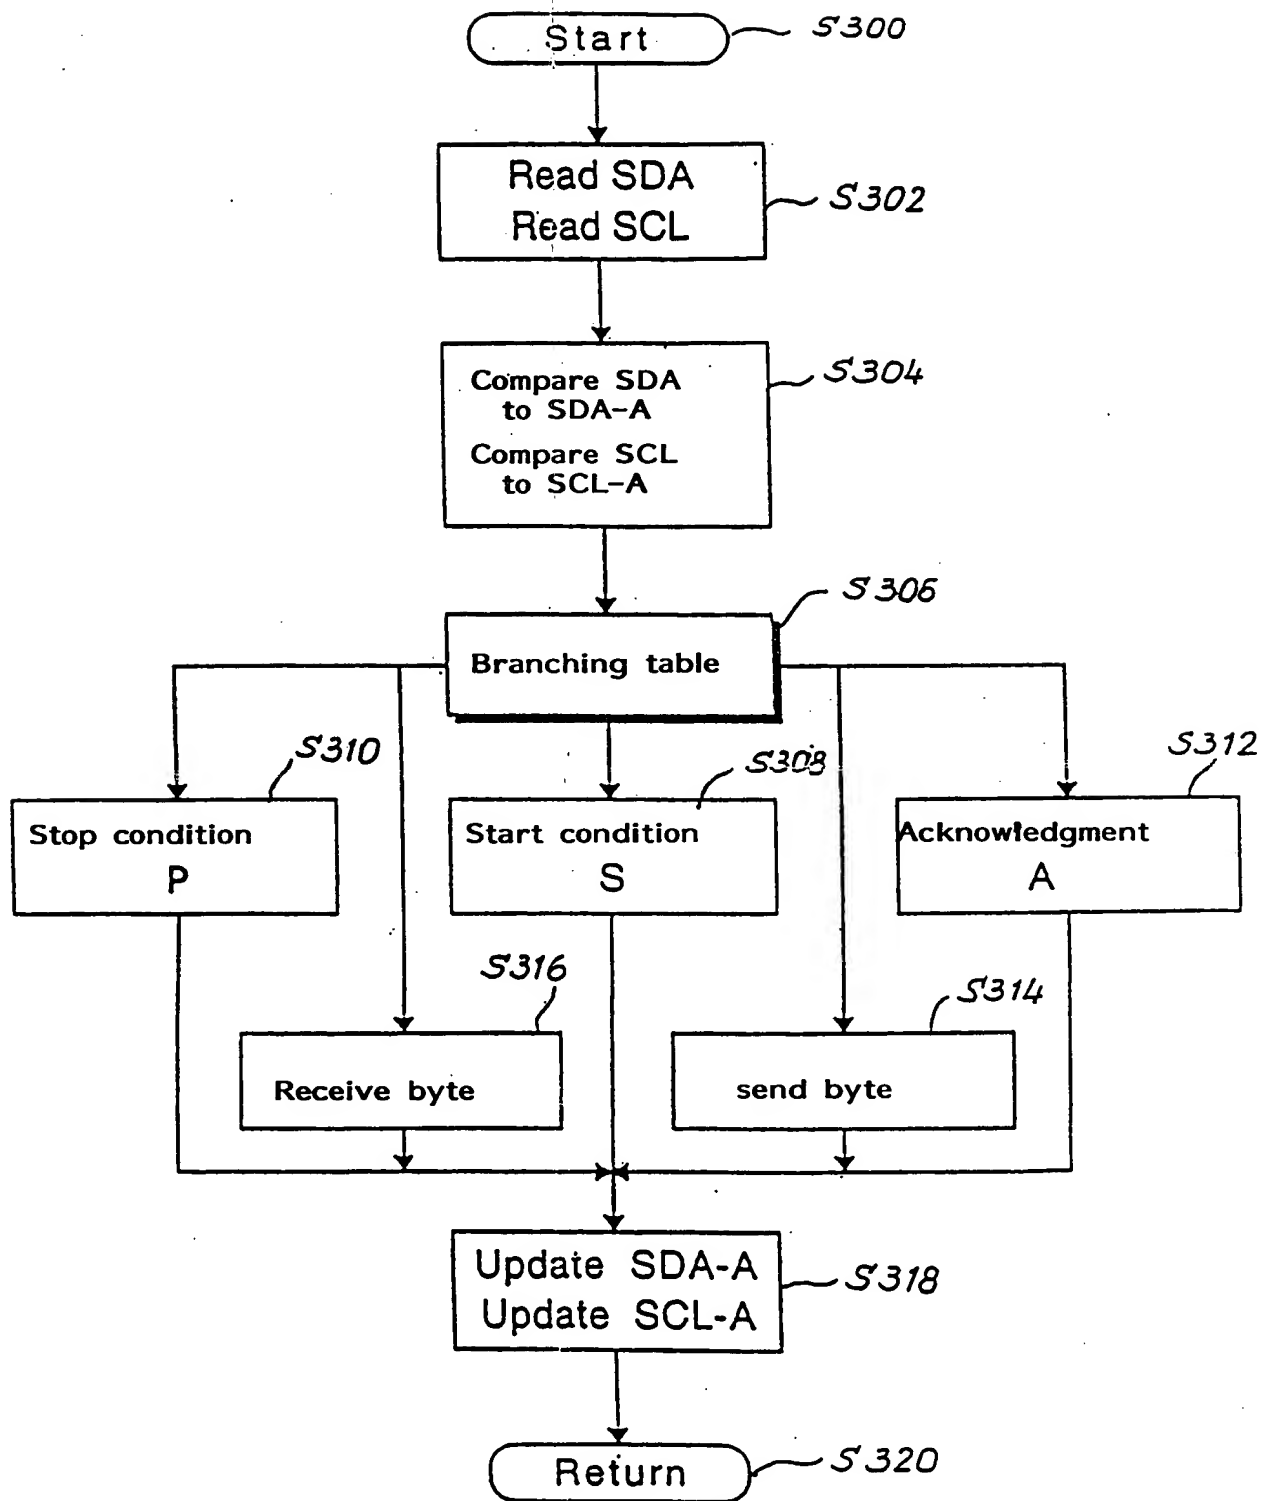 Start
S300
Read SDA
Read SCL
S302
Compare SDA
to SDA-A
Compare SCL
to SCL-A
S304
S306
Branching table
S310
S308
S312
Stop condition
P
Start condition
S
Acknowledgment
A
S316
S314
Receive byte
send byte
Update SDA-A
Update SCL-A
S318
Return
S320